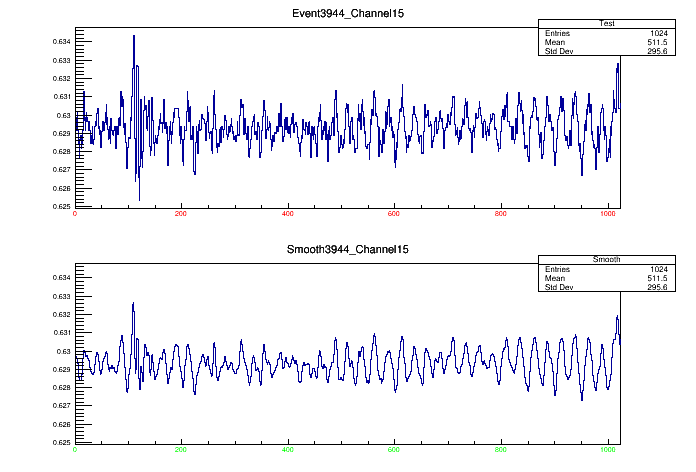 Event3944_Channel15
Test
Entries 1024
Mean 511.5
Std Dev 295.6
0.634
0.633
0.632
0.631
0.63
0.629
0.628
0.627
0.626
0.625
0 200 400 600 800 1000
Smooth3944_Channel15
Smooth
Entries 1024
Mean 511.5
Std Dev 295.6
0.634
0.633
0.632
0.631
0.63
0.629
0.628
0.627
0.626
0.625
0 200 400 600 800 1000